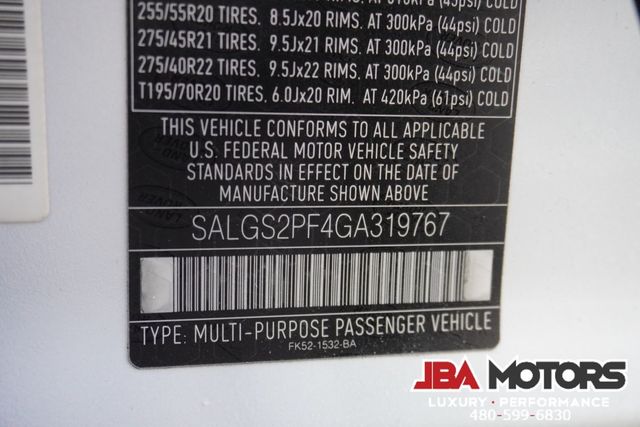 255/55R20 TIRES. 8.5Jx20 RIMS. AT 300kPa (44psi) COLD
275/45R21 TIRES. 9.5Jx21 RIMS. AT 300kPa (44psi) COLD
275/40R22 TIRES. 9.5Jx22 RIMS. AT 300kPa (44psi) COLD
T195/70R20 TIRES. 6.0Jx20 RIM. AT 420kPa (61psi) COLD
THIS VEHICLE CONFORMS TO ALL APPLICABLE
U.S. FEDERAL MOTOR VEHICLE SAFETY
STANDARDS IN EFFECT ON THE DATE OF
MANUFACTURE SHOWN ABOVE
SALGS2PF4GA319767
TYPE: MULTI-PURPOSE PASSENGER VEHICLE
FK52-1532-BA
JBA MOTORS
LUXURY · PERFORMANCE
480-599-6830